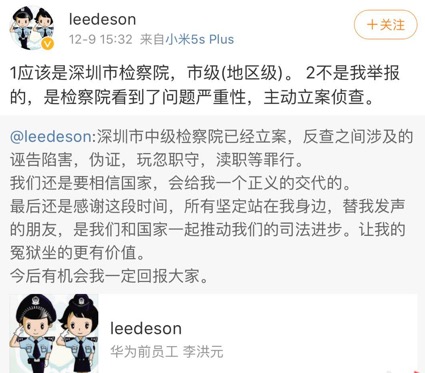 leedeson
12-9 15:32 来自小米5s Plus
+关注
1应该是深圳市检察院，市级(地区级)。2不是我举报
的，是检察院看到了问题严重性，主动立案侦查。
@leedeson:深圳市中级检察院已经立案，反查之间涉及的
诬告陷害，伪证，玩忽职守，渎职等罪行。
我们还是要相信国家，会给我一个正义的交代的。
最后还是感谢这段时间，所有坚定站在我身边，替我发声
的朋友，是我们和国家一起推动我们的司法进步。让我的
冤狱坐的更有价值。
今后有机会我一定回报大家。
leedeson
华为前员工 李洪元